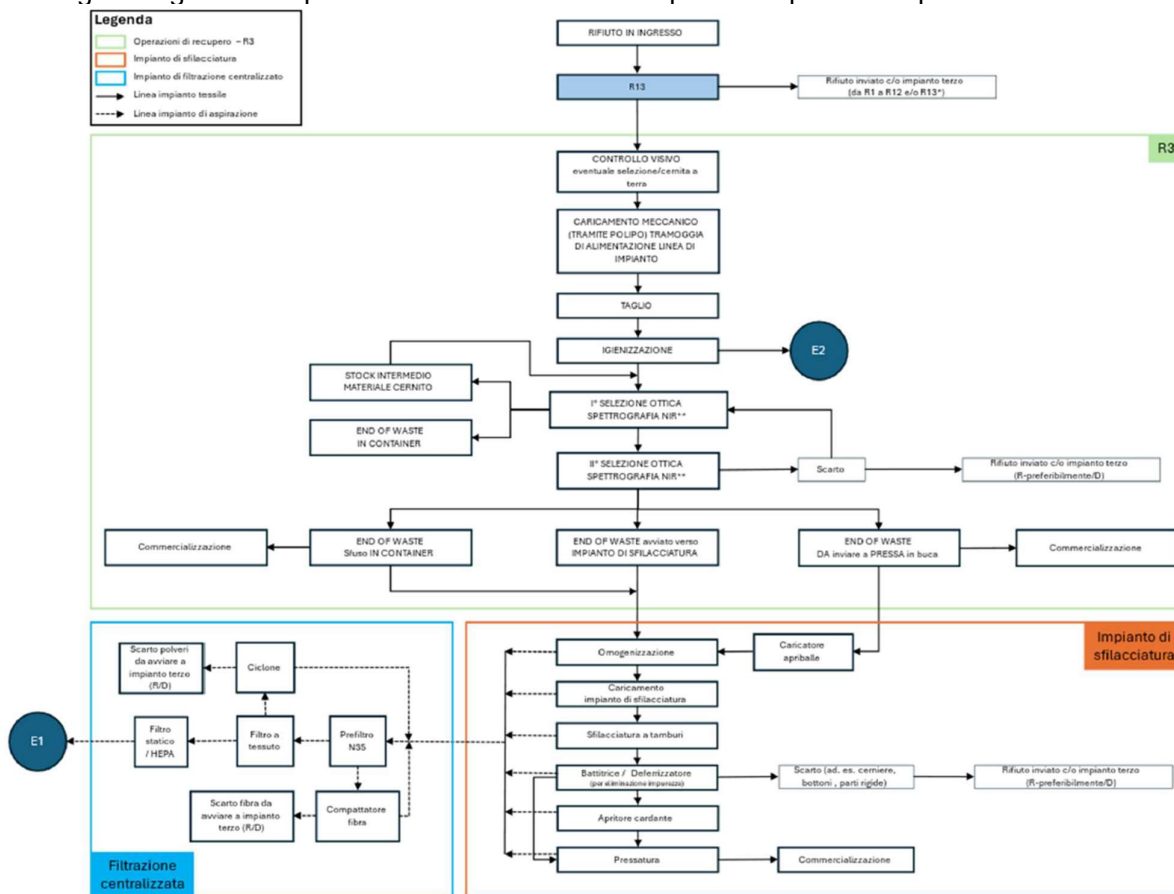 Legenda
Operazioni di recupero – R3
Impianto di sfilacciatura
Impianto di filtrazione centralizzato
Linea impianto tessile
Linea impianto di aspirazione
RIFIUTO IN INGRESSO
R13
Rifiuto inviato c/o impianto terzo
(da R1 a R12 e/o R13*)
R3
CONTROLLO VISIVO
eventuale selezione/cernita a
terra
CARICAMENTO MECCANICO
(TRAMITE POLIPO) TRAMOGGIA
DI ALIMENTAZIONE LINEA DI
IMPIANTO
TAGLIO
IGIENIZZAZIONE
E2
STOCK INTERMEDIO
MATERIALE CERNITO
I° SELEZIONE OTTICA
SPETTROGRAFIA NIR**
END OF WASTE
IN CONTAINER
II° SELEZIONE OTTICA
SPETTROGRAFIA NIR**
Scarto
Rifiuto inviato c/o impianto terzo
(R-preferibilmente/D)
Commercializzazione
END OF WASTE
Sfuso IN CONTAINER
END OF WASTE avviato verso
IMPIANTO DI SFILACCIATURA
END OF WASTE
DA inviare a PRESSA in buca
Commercializzazione
Impianto di
sfilacciatura
Scarto polveri
da avviare a
impianto terzo
(R/D)
Ciclone
Omogenizzazione
Caricatore
apriballe
Caricamento
impianto di sfilacciatura
E1
Filtro
statico
/ HEPA
Filtro a
tessuto
Prefiltro
N35
Sfilacciatura a tamburi
Battitrice / Deferrizzatore
(per eliminazione impurezze)
Scarto (ad. es. cerniere,
bottoni , parti rigide)
Rifiuto inviato c/o impianto terzo
(R-preferibilmente/D)
Scarto fibra da
avviare a impianto
terzo (R/D)
Compattatore
fibra
Apritore cardante
Pressatura
Commercializzazione
Filtrazione
centralizzata